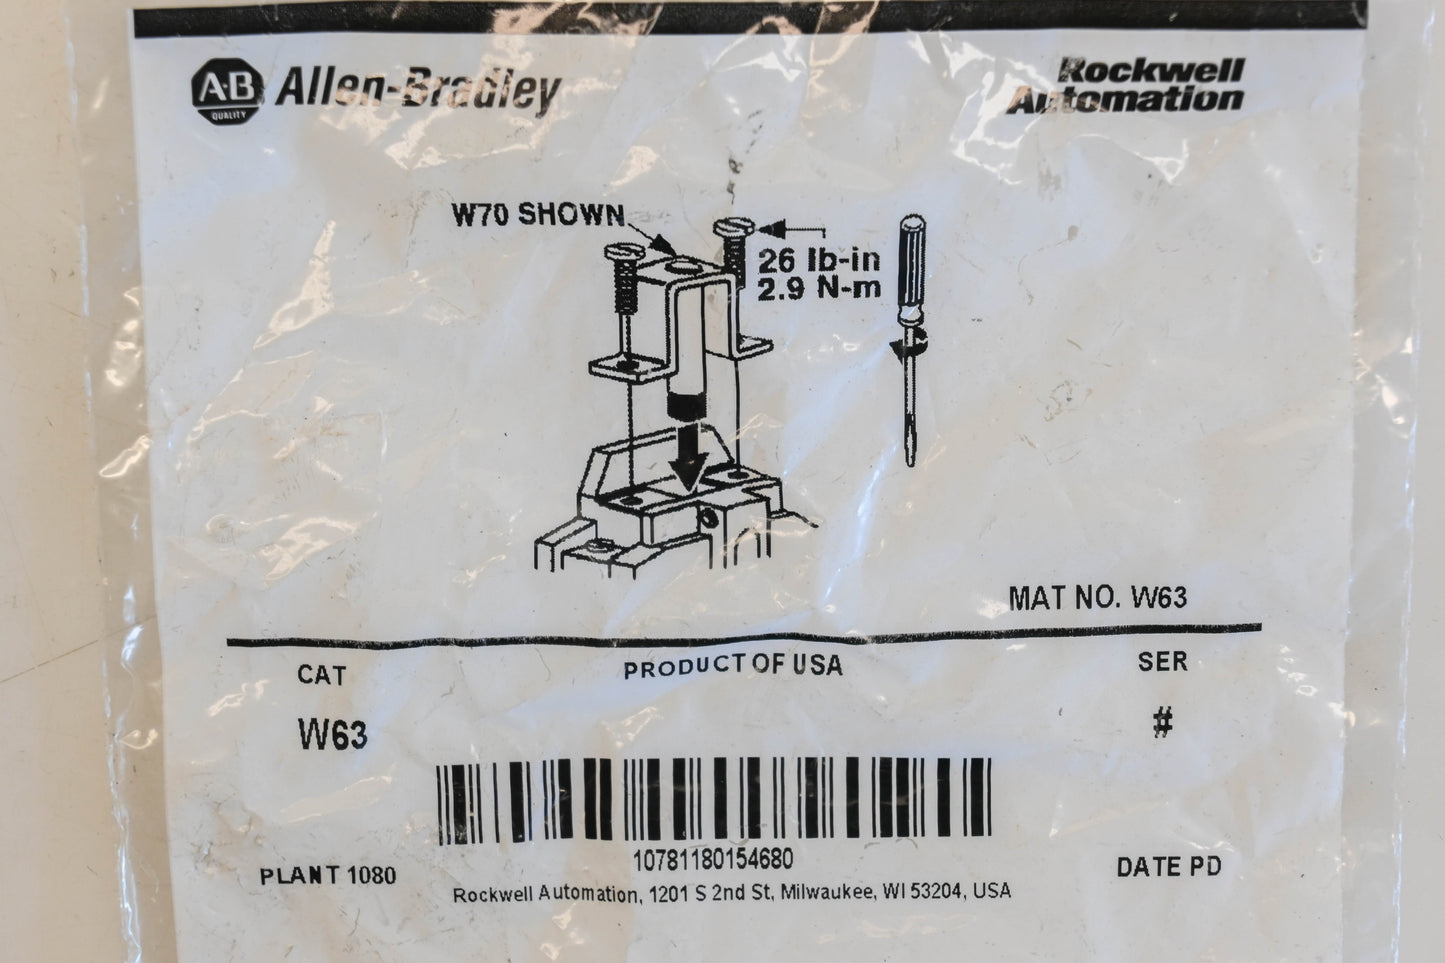 A·B
QUALITY
Allen-Bradley
Rockwell
Automation
W70 SHOWN
26 lb-in
2.9 N-m
MAT NO. W63
CAT
PRODUCT OF USA
SER
W63
#
10781180154680
PLANT 1080
DATE PD
Rockwell Automation, 1201 S 2nd St, Milwaukee, WI 53204, USA